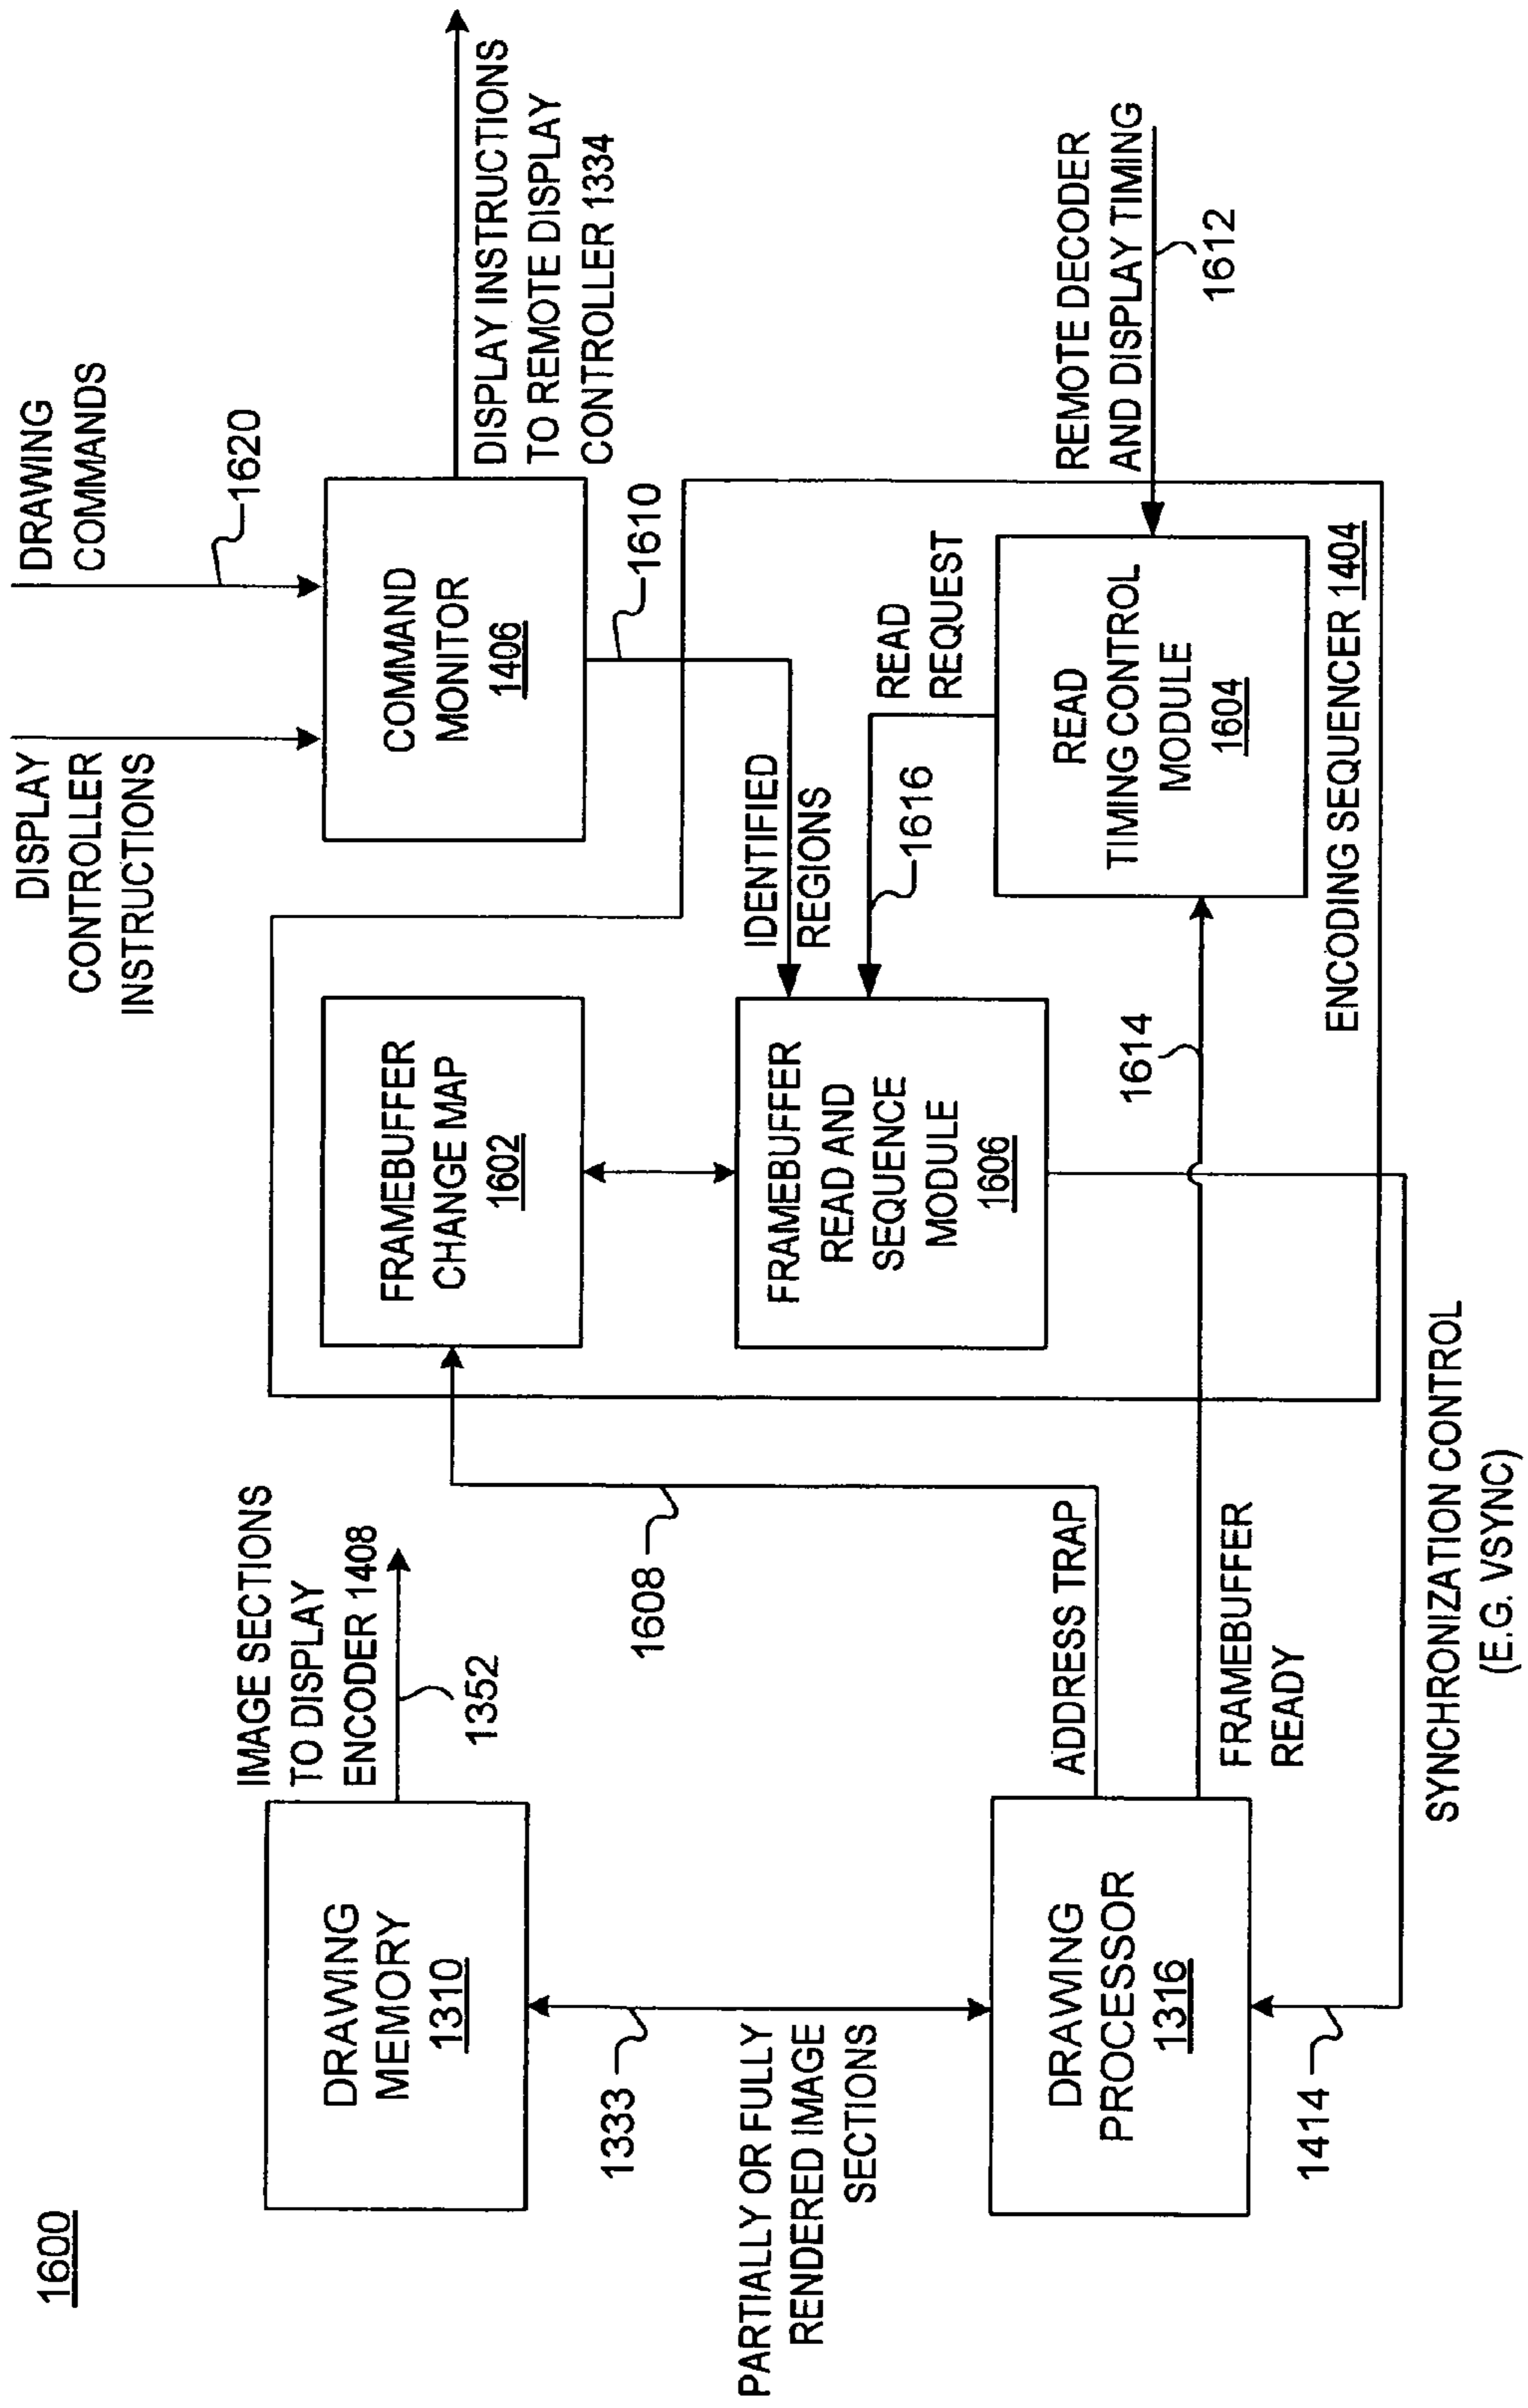 1600
DRAWING
MEMORY
1310
IMAGE SECTIONS
TO DISPLAY
ENCODER 1408
1352
1333
PARTIALLY OR FULLY
RENDERED IMAGE
SECTIONS
DRAWING
PROCESSOR
1316
1414
ADDRESS TRAP
1608
FRAMEBUFFER
READY
SYNCHRONIZATION CONTROL
(E.G. VSYNC)
FRAMEBUFFER
CHANGE MAP
1602
FRAMEBUFFER
READ AND
SEQUENCE
MODULE
1606
1614
DISPLAY
CONTROLLER
INSTRUCTIONS
DRAWING
COMMANDS
1620
COMMAND
MONITOR
1406
1610
IDENTIFIED
REGIONS
1616
READ
REQUEST
READ
TIMING CONTROL
MODULE
1604
ENCODING SEQUENCER 1404
DISPLAY INSTRUCTIONS
TO REMOTE DISPLAY
CONTROLLER 1334
REMOTE DECODER
AND DISPLAY TIMING
1612